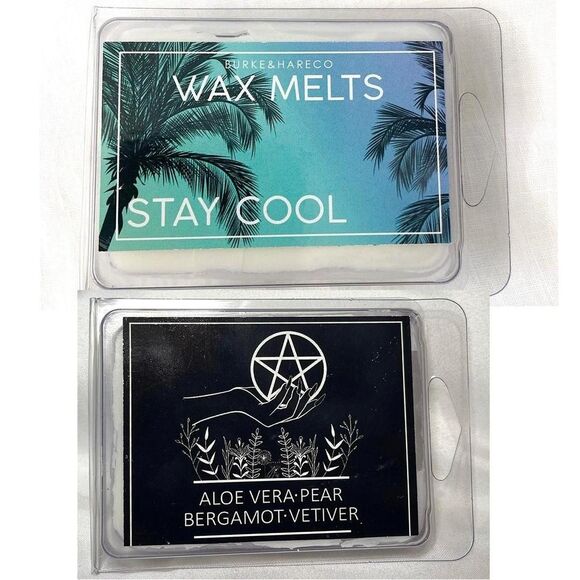 BURKE&HARECO
WAX MELTS
STAY COOL
ALOE VERA·PEAR
BERGAMOT·VETIVER